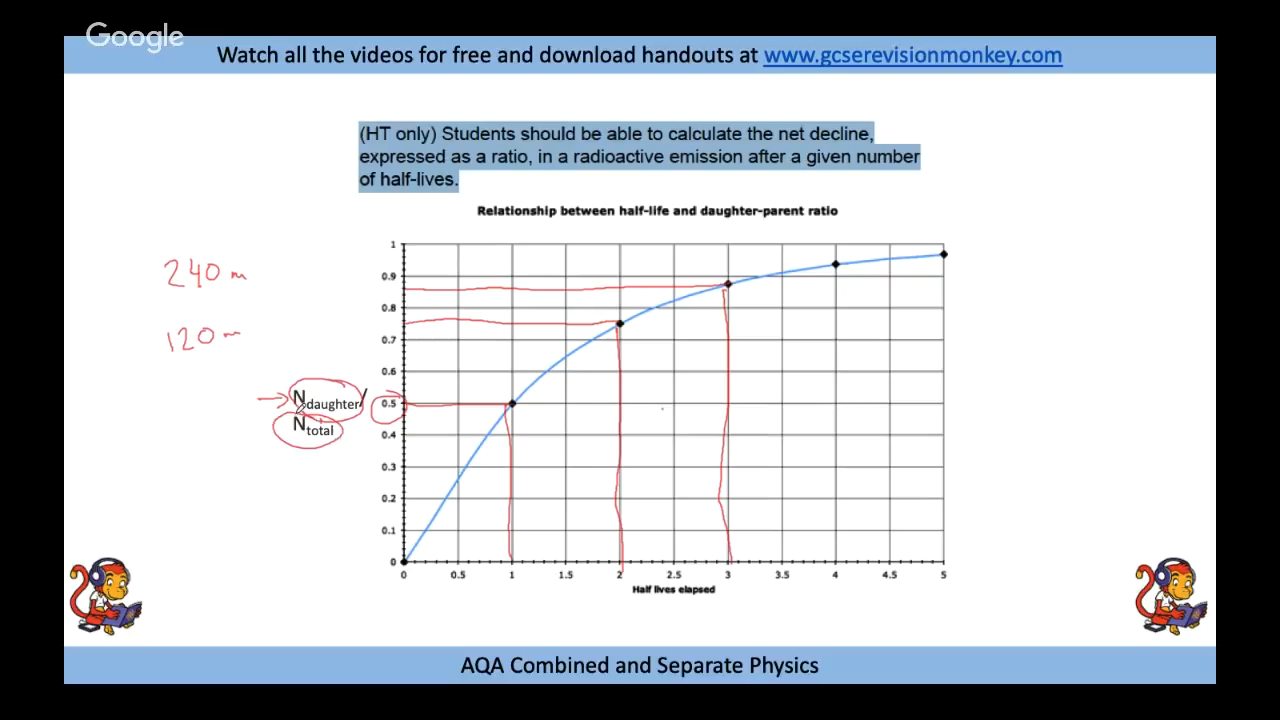 Google
Watch all the videos for free and download handouts at www.gcserevisionmonkey.com
(HT only) Students should be able to calculate the net decline,
expressed as a ratio, in a radioactive emission after a given number
of half-lives.
Relationship between half-life and daughter-parent ratio
240 m
120 m
Ndaughter/
Ntotal
1
0.9
0.8
0.7
0.6
0.5
0.4
0.3
0.2
0.1
0
0 0.5 1 1.5 2 2.5 3 3.5 4 4.5 5
Half lives elapsed
AQA Combined and Separate Physics